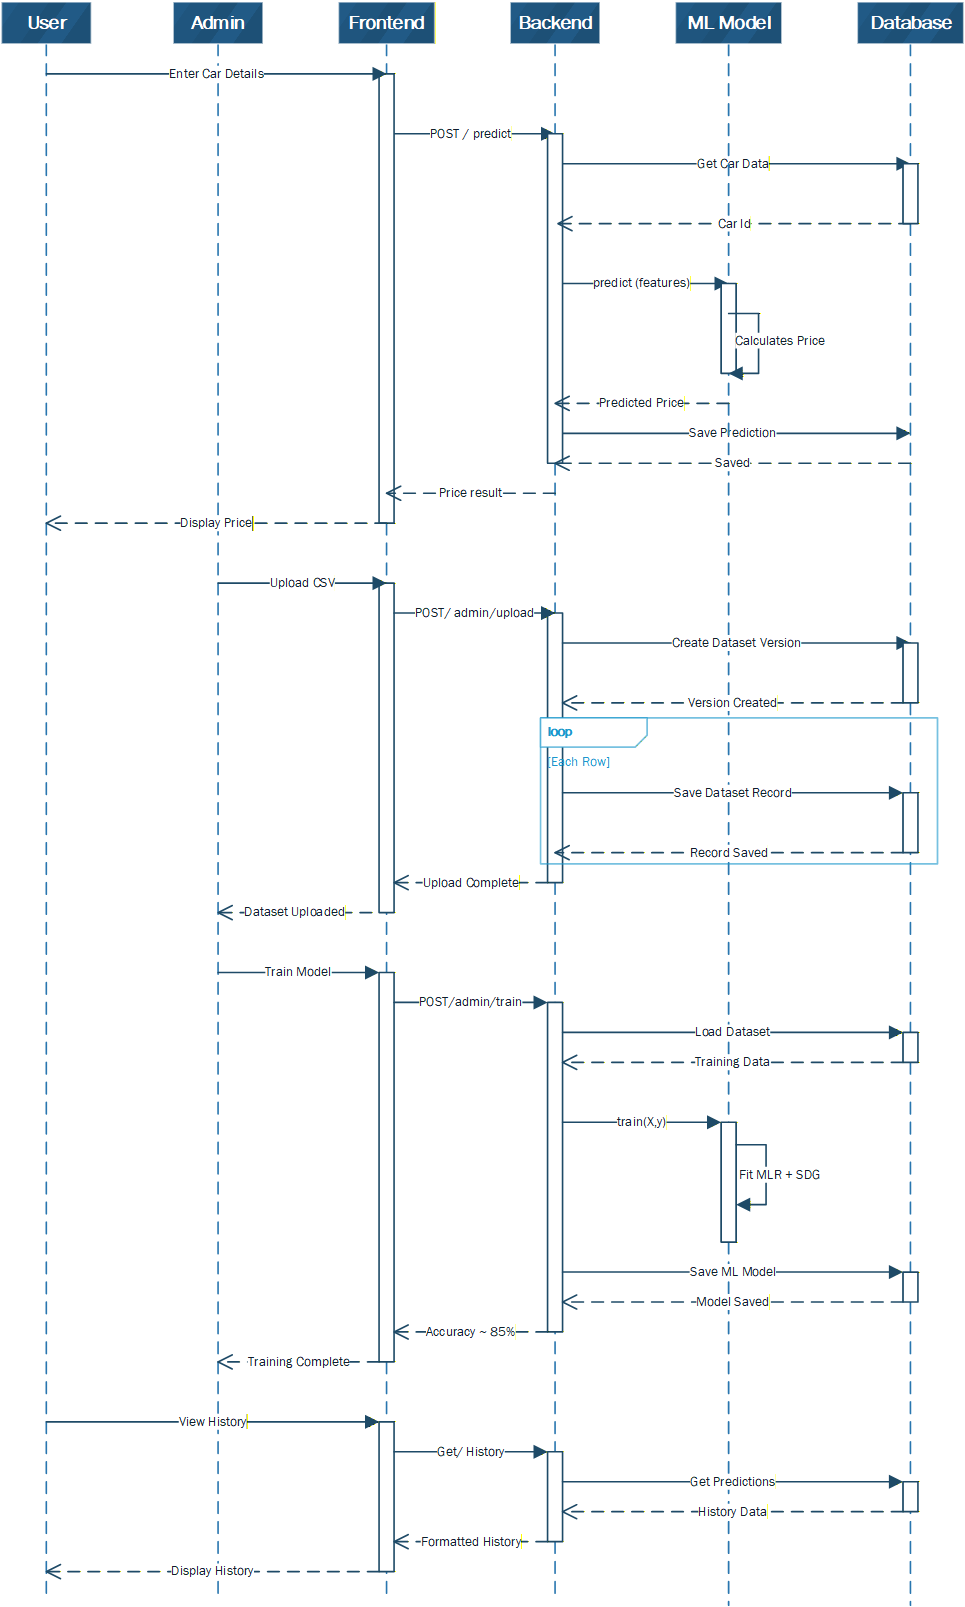 User
Admin
Frontend
Backend
ML Model
Database
Enter Car Details
POST / predict
Get Car Data
Car Id
predict (features)
Calculates Price
Predicted Price
Save Prediction
Saved
Price result
Display Price
Upload CSV
POST/ admin/upload
Create Dataset Version
Version Created
loop
[Each Row]
Save Dataset Record
Record Saved
Upload Complete
Dataset Uploaded
Train Model
POST/admin/train
Load Dataset
Training Data
train(X,y)
Fit MLR + SDG
Save ML Model
Model Saved
Accuracy ~ 85%
Training Complete
View History
Get/ History
Get Predictions
History Data
Formatted History
Display History